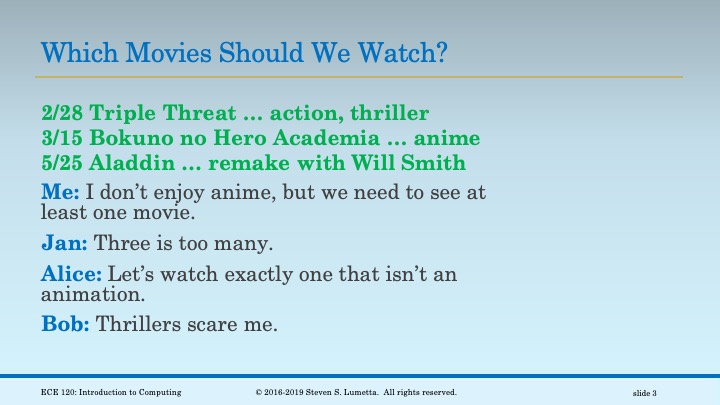 Which Movies Should We Watch?
2/28 Triple Threat … action, thriller
3/15 Bokuno no Hero Academia … anime
5/25 Aladdin … remake with Will Smith
Me: I don’t enjoy anime, but we need to see at
least one movie.
Jan: Three is too many.
Alice: Let’s watch exactly one that isn’t an
animation.
Bob: Thrillers scare me.
ECE 120: Introduction to Computing
© 2016-2019 Steven S. Lumetta. All rights reserved.
slide 3